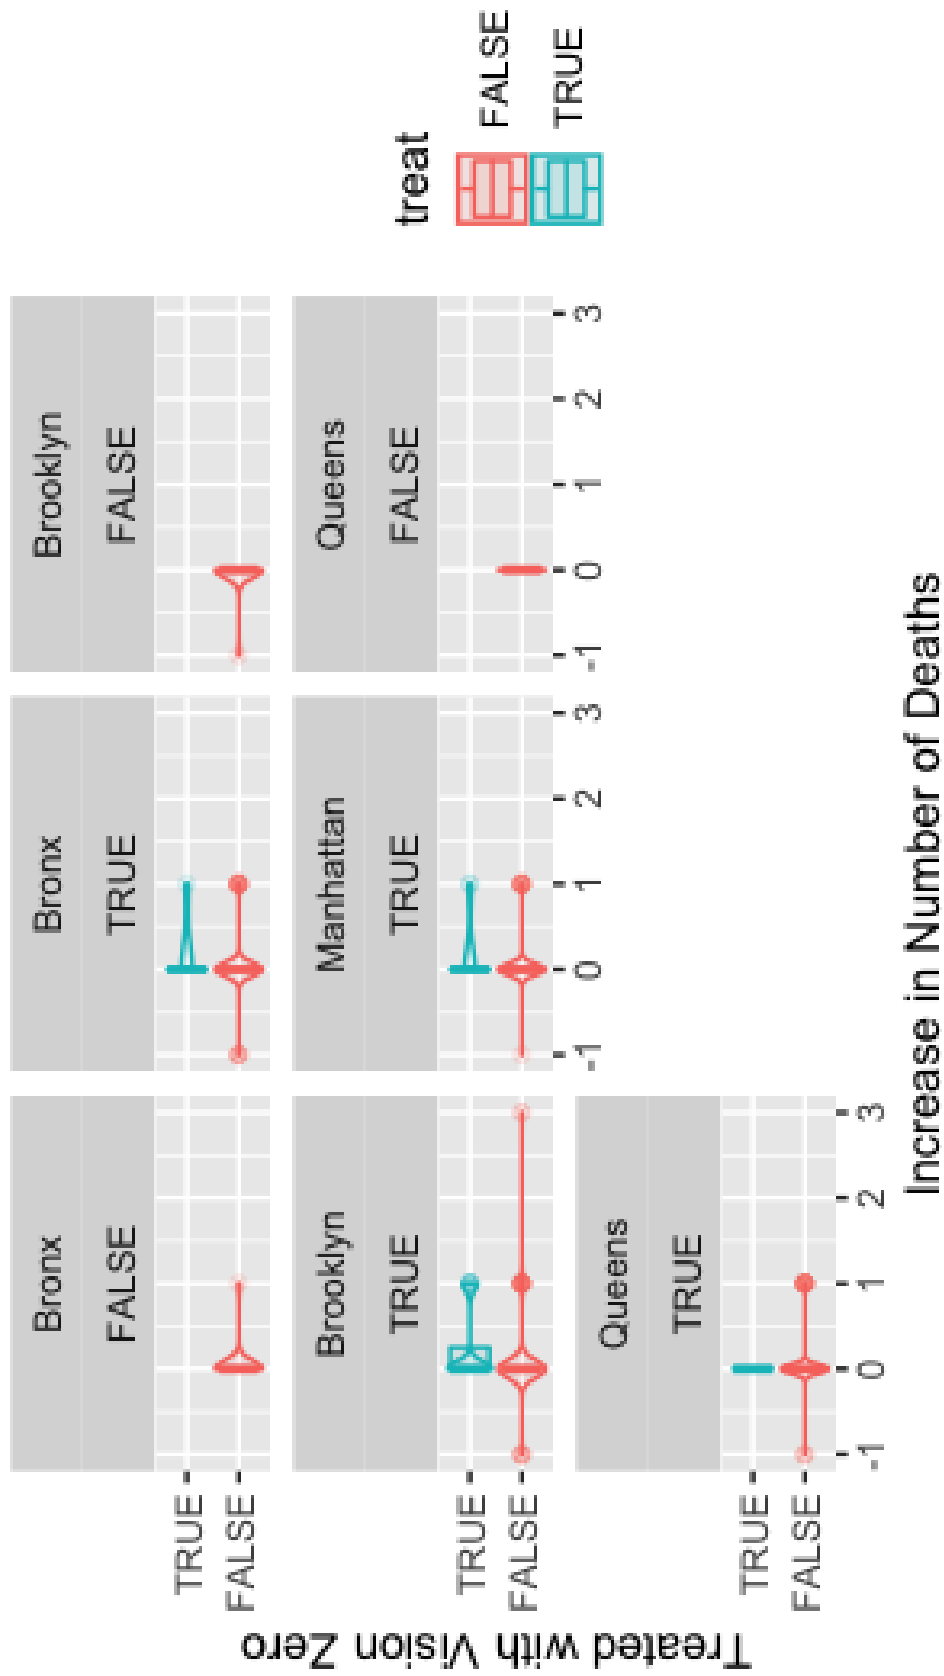 Bronx
FALSE
Bronx
TRUE
Brooklyn
FALSE
TRUE
FALSE
Brooklyn
TRUE
Manhattan
TRUE
Queens
FALSE
TRUE
FALSE
-1 0 1 2 3
-1 0 1 2 3
Queens
TRUE
TRUE
FALSE
-1 0 1 2 3
Increase in Number of Deaths
Treated with Vision Zero
treat
FALSE
TRUE